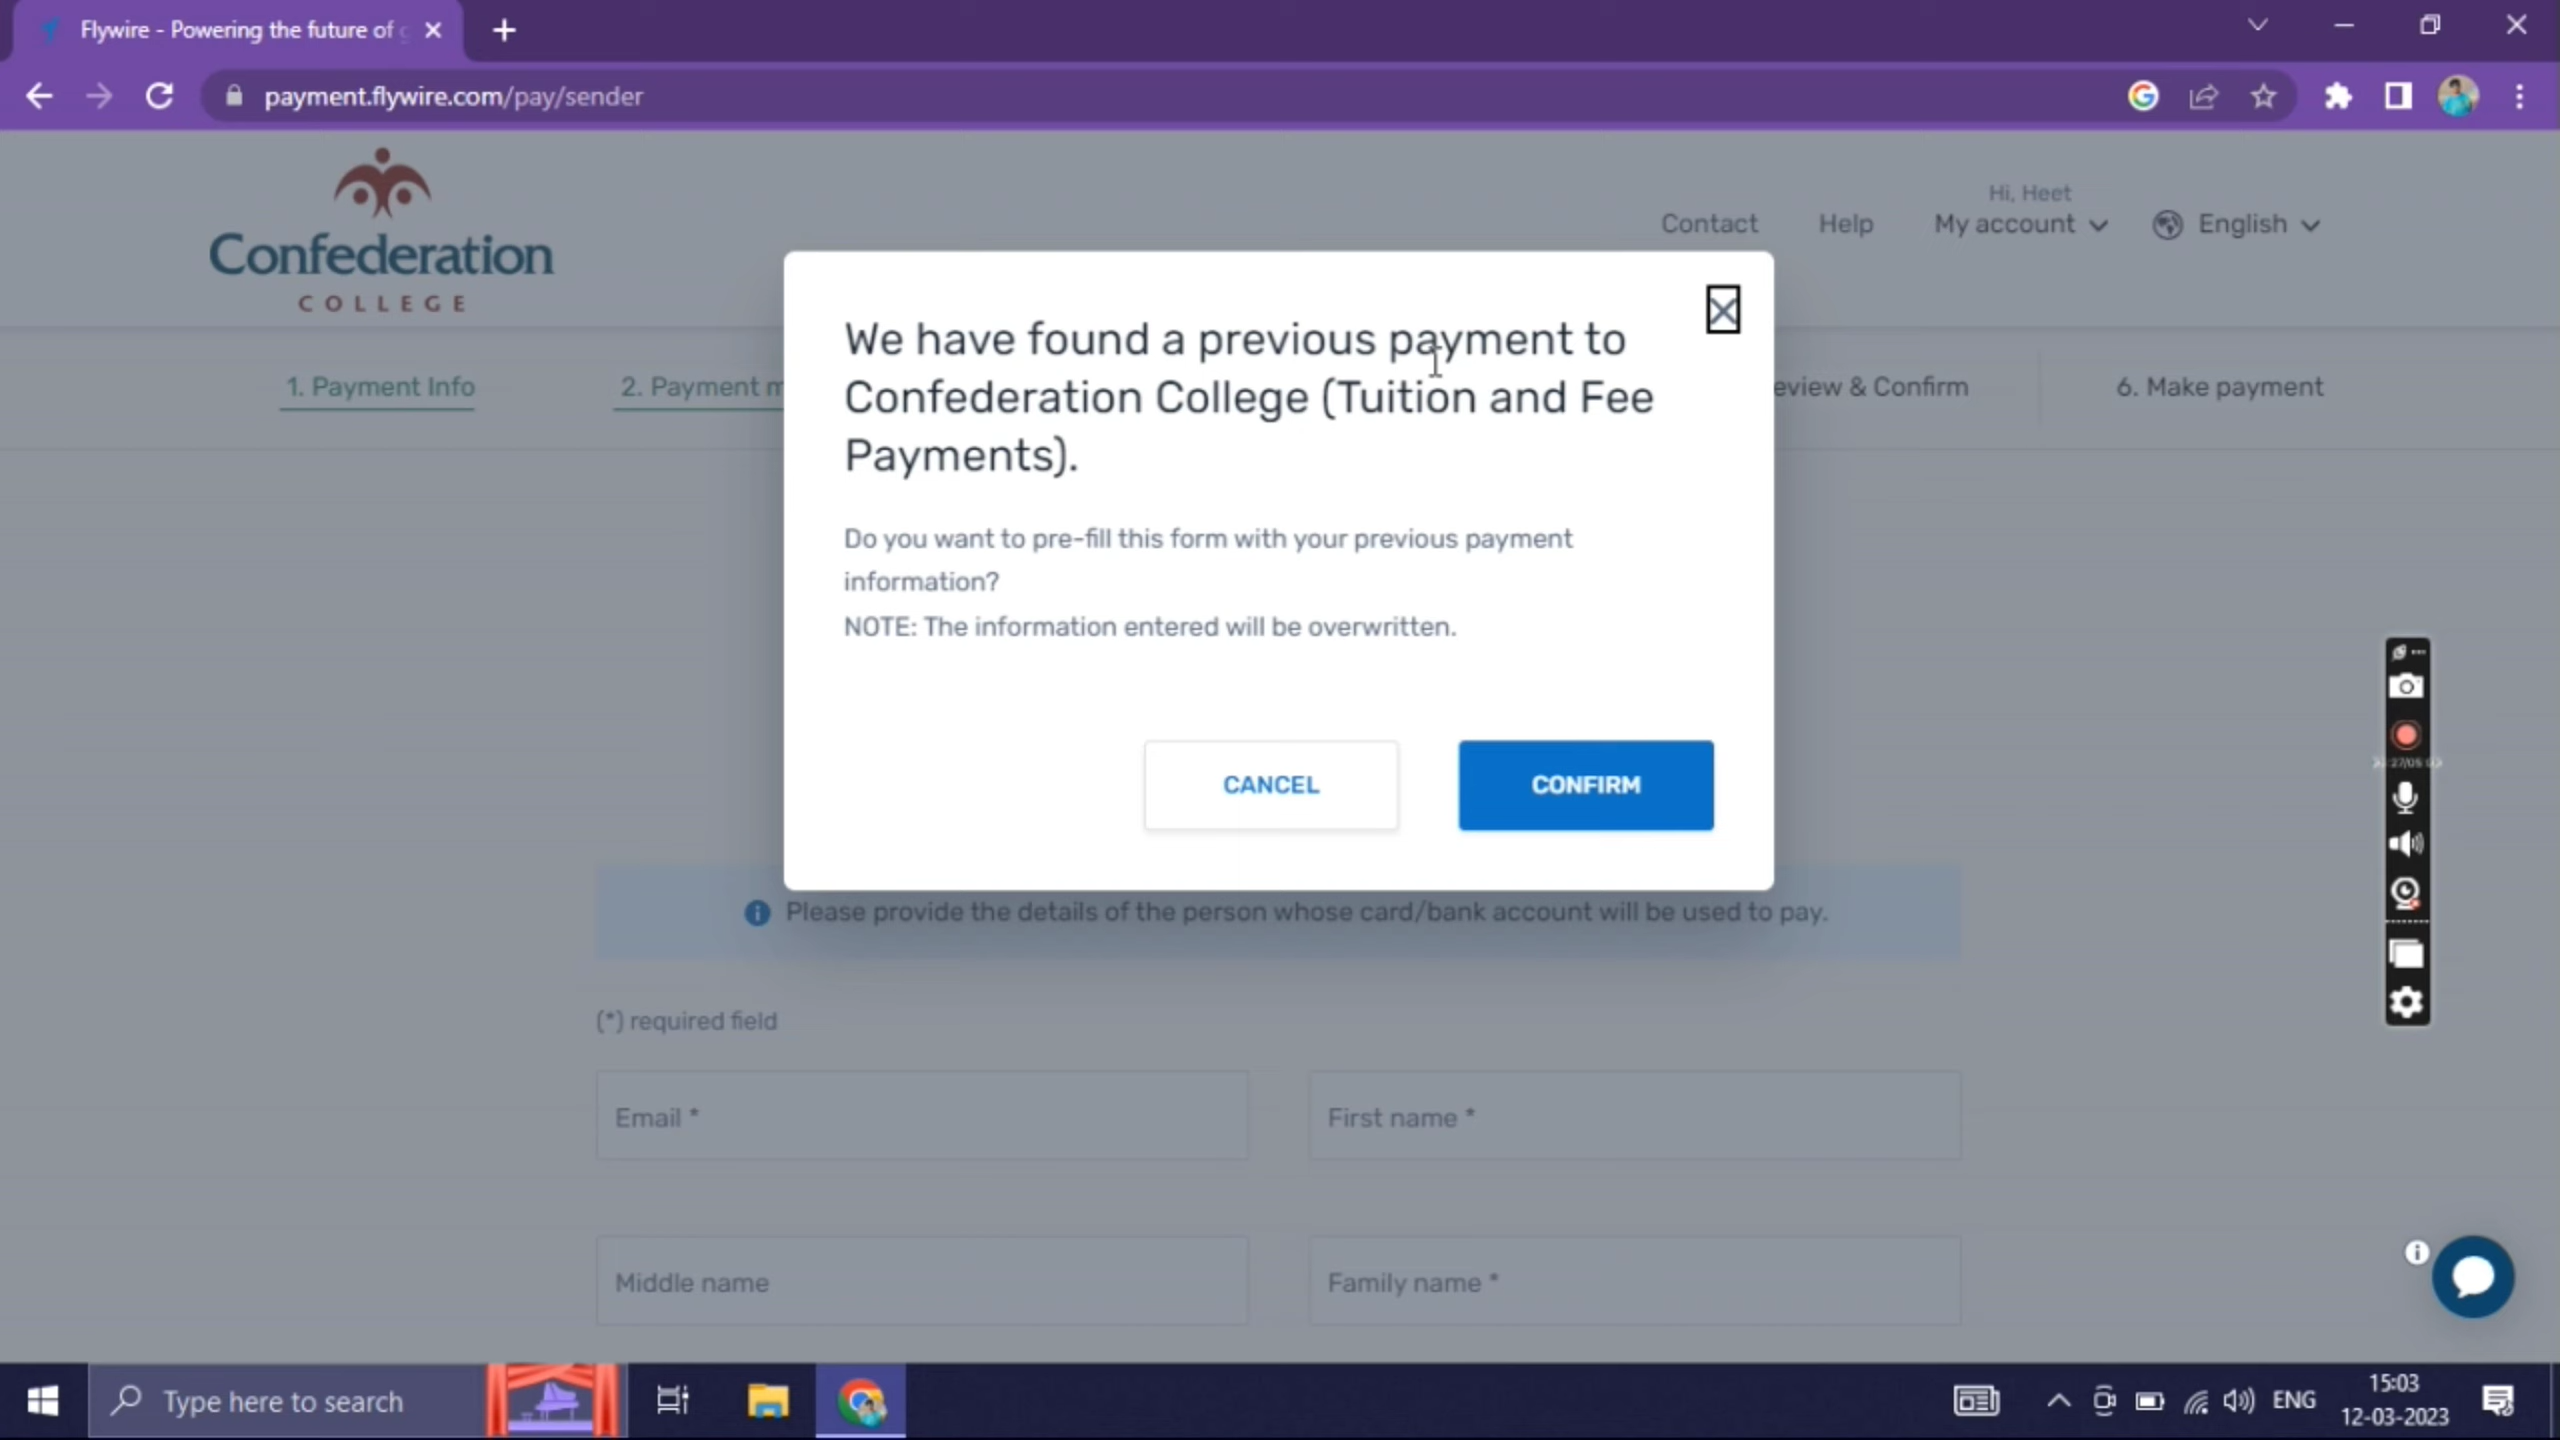 Flywire - Powering the future of
payment.flywire.com/pay/sender
Confederation
COLLEGE
Hi, Heet
Contact
Help
My account
English
1. Payment Info
2. Payment m
eview & Confirm
6. Make payment
We have found a previous payment to
Confederation College (Tuition and Fee
Payments).
Do you want to pre-fill this form with your previous payment
information?
NOTE: The information entered will be overwritten.
CANCEL
CONFIRM
Please provide the details of the person whose card/bank account will be used to pay.
(*) required field
Email *
First name *
Middle name
Family name *
Type here to search
ENG
15:03
12-03-2023